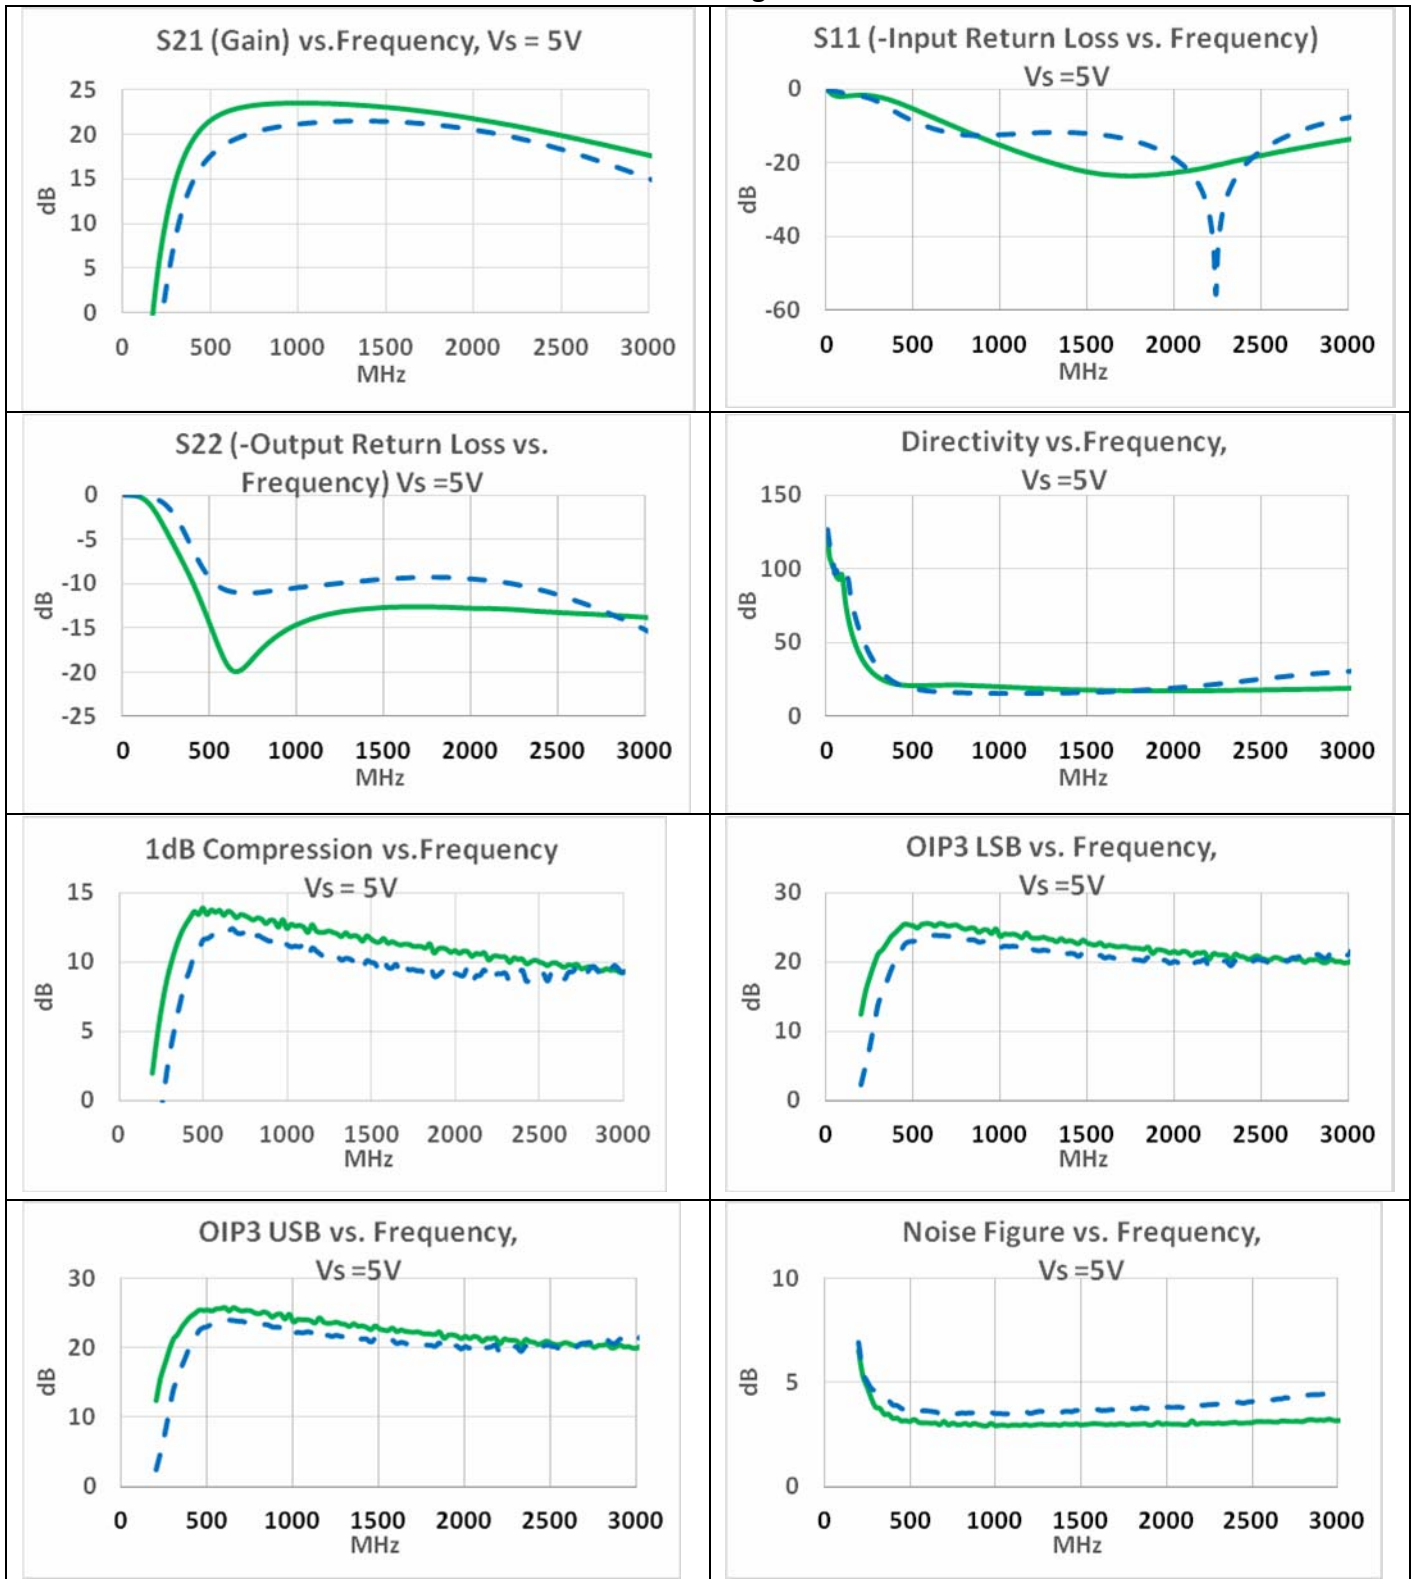 S21 (Gain) vs.Frequency, Vs = 5V
25
20
15
10
5
0
dB
0 500 1000 1500 2000 2500 3000
MHz
S11 (-Input Return Loss vs. Frequency)
Vs =5V
0
-20
-40
-60
dB
0 500 1000 1500 2000 2500 3000
MHz
S22 (-Output Return Loss vs.
Frequency) Vs =5V
0
-5
-10
-15
-20
-25
dB
0 500 1000 1500 2000 2500 3000
MHz
Directivity vs.Frequency,
Vs =5V
150
100
50
0
dB
0 500 1000 1500 2000 2500 3000
MHz
1dB Compression vs.Frequency
Vs = 5V
15
10
5
0
dB
0 500 1000 1500 2000 2500 3000
MHz
OIP3 LSB vs. Frequency,
Vs =5V
30
20
10
0
dB
0 500 1000 1500 2000 2500 3000
MHz
OIP3 USB vs. Frequency,
Vs =5V
30
20
10
0
dB
0 500 1000 1500 2000 2500 3000
MHz
Noise Figure vs. Frequency,
Vs =5V
10
5
0
dB
0 500 1000 1500 2000 2500 3000
MHz